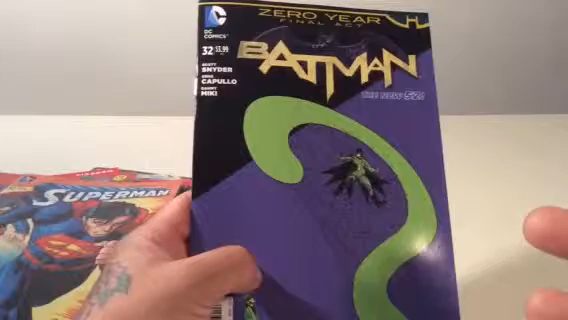 ZERO YEAR
FINAL ACT
DC COMICS
32 $3.99
BATMAN
SCOTT
SNYDER
GREG
CAPULLO
DANNY
MIKI
THE NEW 52!
SUPERMAN